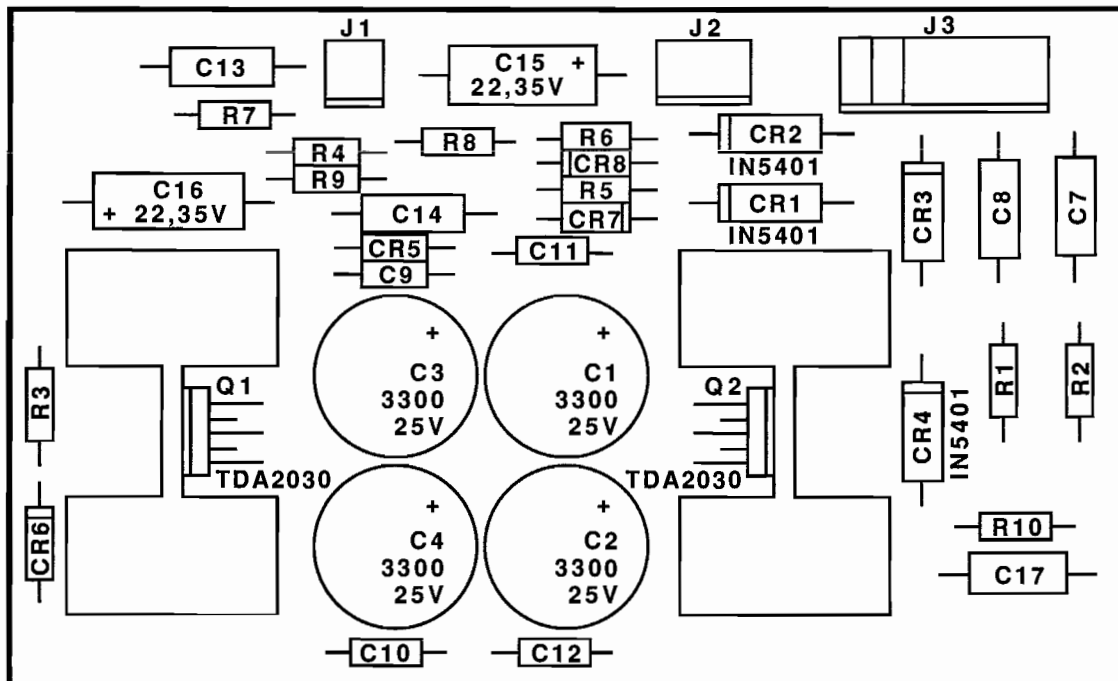 J1
J2
J3
C13
C15 +
22,35V
R7
R8
R6
CR2
R4
CR8
IN5401
R9
R5
C16
+ 22,35V
C14
CR7
CR1
CR3
C8
C7
IN5401
CR5
C11
C9
+
C3
3300
25V
+
C1
3300
25V
Q1
Q2
R3
R1
R2
CR4
IN5401
TDA2030
TDA2030
+
C4
3300
25V
+
C2
3300
25V
CR6
R10
C17
C10
C12